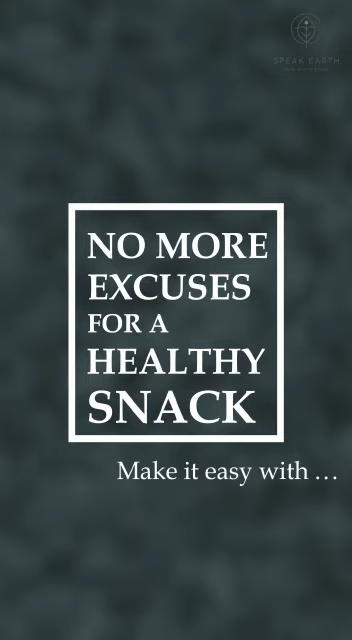 SPEAK EARTH
NO MORE
EXCUSES
FOR A
HEALTHY
SNACK
Make it easy with ...